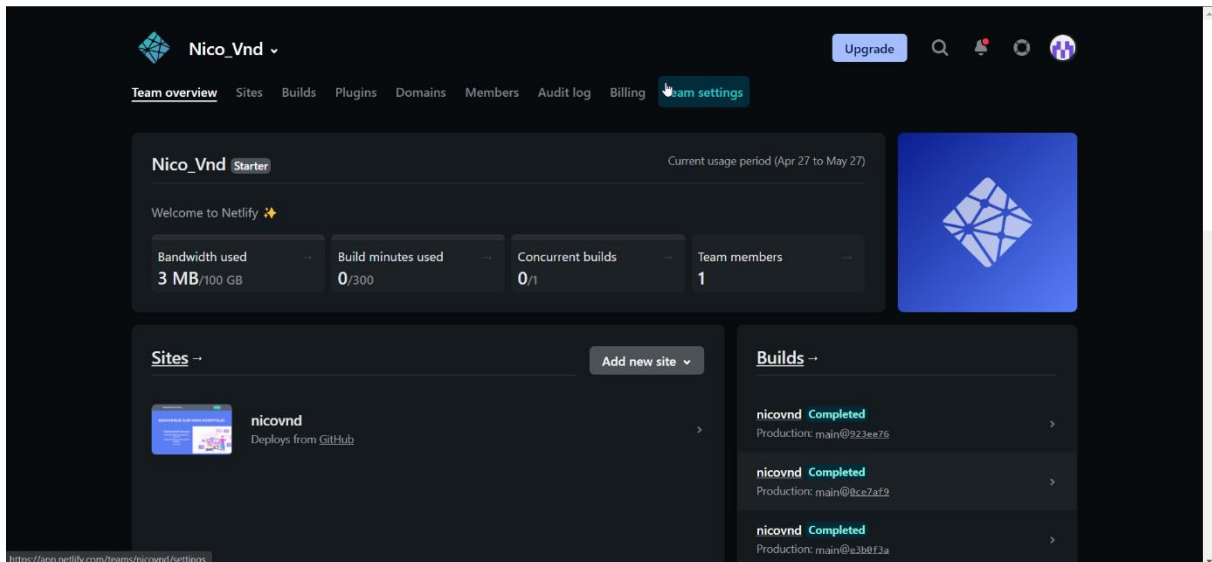 Nico_Vnd
Upgrade
Team overview Sites Builds Plugins Domains Members Audit log Billing Team settings
Nico_Vnd Starter
Current usage period (Apr 27 to May 27)
Welcome to Netlify ✨
Bandwidth used
3 MB/100 GB
Build minutes used
0/300
Concurrent builds
0/1
Team members
1
Sites →
Add new site
nicovnd
Deploys from GitHub
Builds →
nicovnd Completed
Production: main@923ee76
nicovnd Completed
Production: main@0ce7af9
nicovnd Completed
Production: main@e3b0f3a
https://app.netlify.com/teams/nicovnd/settings